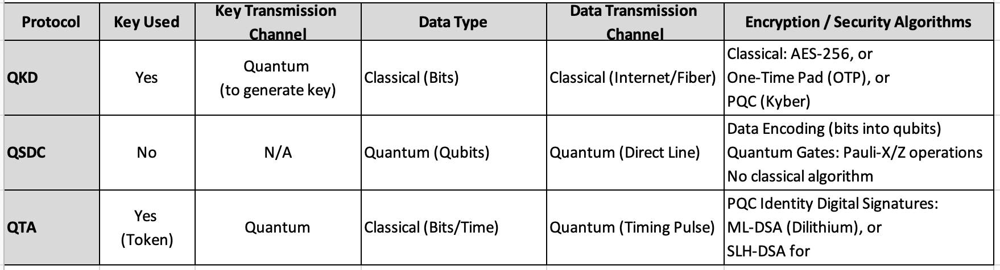 Protocol
Key Used
Key Transmission
Channel
Data Type
Data Transmission
Channel
Encryption / Security Algorithms
QKD
Yes
Quantum
(to generate key)
Classical (Bits)
Classical (Internet/Fiber)
Classical: AES-256, or
One-Time Pad (OTP), or
PQC (Kyber)
QSDC
No
N/A
Quantum (Qubits)
Quantum (Direct Line)
Data Encoding (bits into qubits)
Quantum Gates: Pauli-X/Z operations
No classical algorithm
QTA
Yes
(Token)
Quantum
Classical (Bits/Time)
Quantum (Timing Pulse)
PQC Identity Digital Signatures:
ML-DSA (Dilithium), or
SLH-DSA for